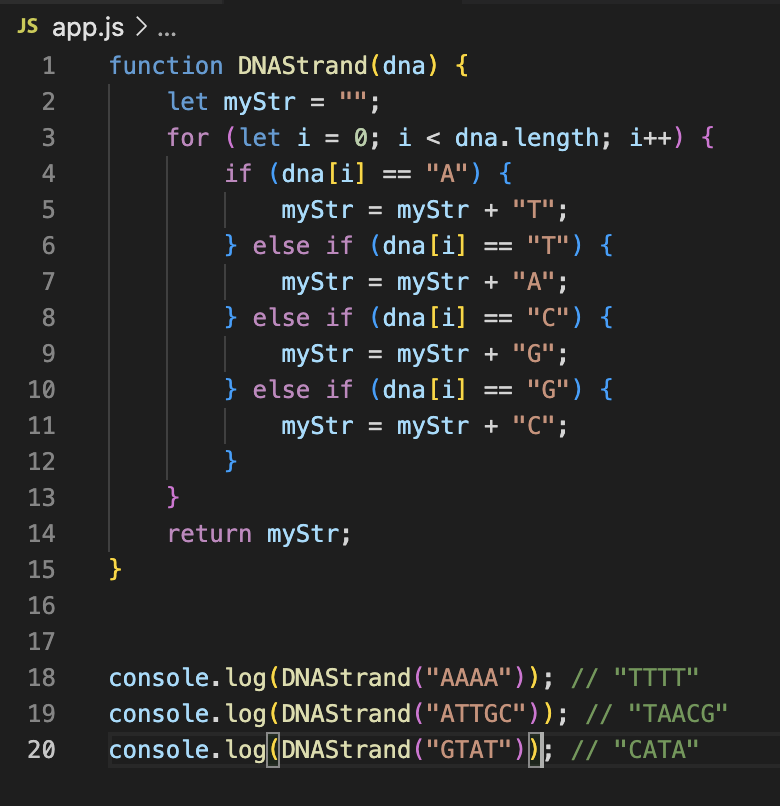 JS app.js > ...
1 function DNAStrand(dna) {
2     let myStr = "";
3     for (let i = 0; i < dna.length; i++) {
4         if (dna[i] == "A") {
5             myStr = myStr + "T";
6         } else if (dna[i] == "T") {
7             myStr = myStr + "A";
8         } else if (dna[i] == "C") {
9             myStr = myStr + "G";
10         } else if (dna[i] == "G") {
11             myStr = myStr + "C";
12         }
13     }
14     return myStr;
15 }
16
17
18 console.log(DNAStrand("AAAA")); // "TTTT"
19 console.log(DNAStrand("ATTGC")); // "TAACG"
20 console.log(DNAStrand("GTAT")); // "CATA"